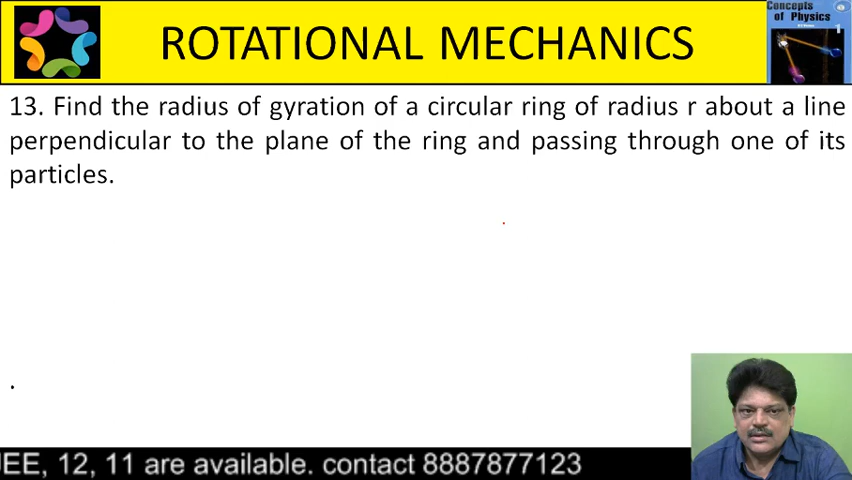 ROTATIONAL MECHANICS
Concepts
of Physics
1
13. Find the radius of gyration of a circular ring of radius r about a line
perpendicular to the plane of the ring and passing through one of its
particles.
.
JEE, 12, 11 are available. contact 8887877123